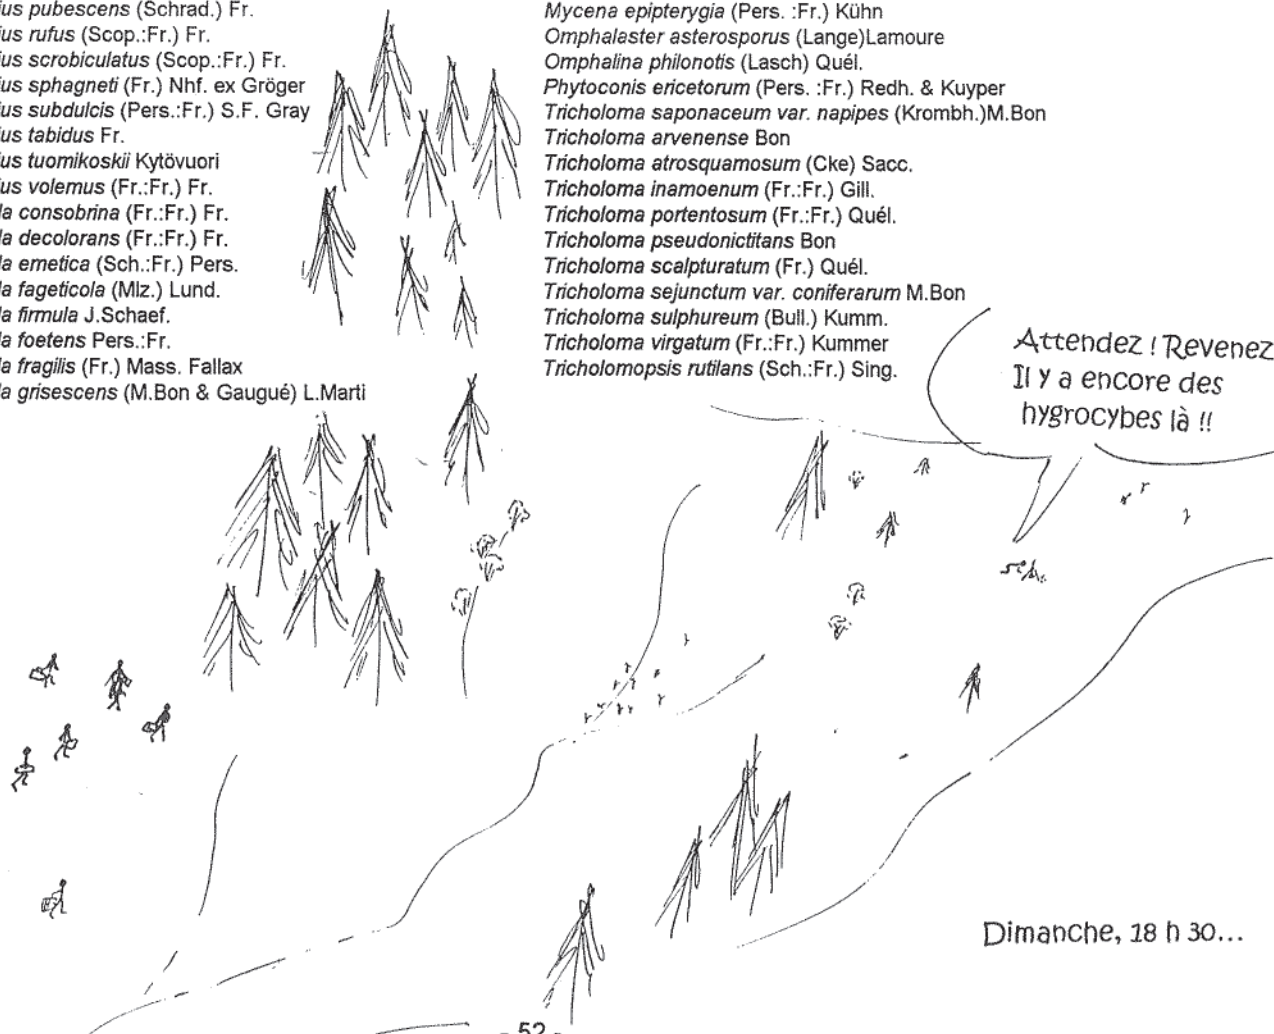 ius pubescens (Schrad.) Fr.
ius rufus (Scop.:Fr.) Fr.
ius scrobiculatus (Scop.:Fr.) Fr.
ius sphagneti (Fr.) Nhf. ex Gröger
ius subdulcis (Pers.:Fr.) S.F. Gray
ius tabidus Fr.
ius tuomikoskii Kytövuori
ius volemus (Fr.:Fr.) Fr.
la consobrina (Fr.:Fr.) Fr.
la decolorans (Fr.:Fr.) Fr.
la emetica (Sch.:Fr.) Pers.
la fageticola (Mlz.) Lund.
la firmula J.Schaef.
la foetens Pers.:Fr.
la fragilis (Fr.) Mass. Fallax
la grisescens (M.Bon & Gaugué) L.Marti
Mycena epipterygia (Pers. :Fr.) Kühn
Omphalaster asterosporus (Lange)Lamoure
Omphalina philonotis (Lasch) Quél.
Phytoconis ericetorum (Pers. :Fr.) Redh. & Kuyper
Tricholoma saponaceum var. napipes (Krombh.)M.Bon
Tricholoma arvenense Bon
Tricholoma atrosquamosum (Cke) Sacc.
Tricholoma inamoenum (Fr.:Fr.) Gill.
Tricholoma portentosum (Fr.:Fr.) Quél.
Tricholoma pseudonictitans Bon
Tricholoma scalpturatum (Fr.) Quél.
Tricholoma sejunctum var. coniferarum M.Bon
Tricholoma sulphureum (Bull.) Kumm.
Tricholoma virgatum (Fr.:Fr.) Kummer
Tricholomopsis rutilans (Sch.:Fr.) Sing.
Attendez ! Revenez
Il y a encore des
hygrocybes là !!
Dimanche, 18 h 30...
- 52 -